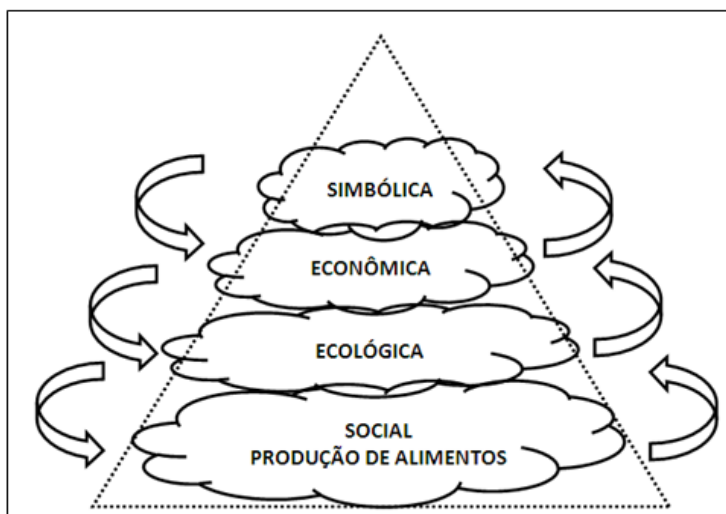 SIMBÓLICA
ECONÔMICA
ECOLÓGICA
SOCIAL
PRODUÇÃO DE ALIMENTOS